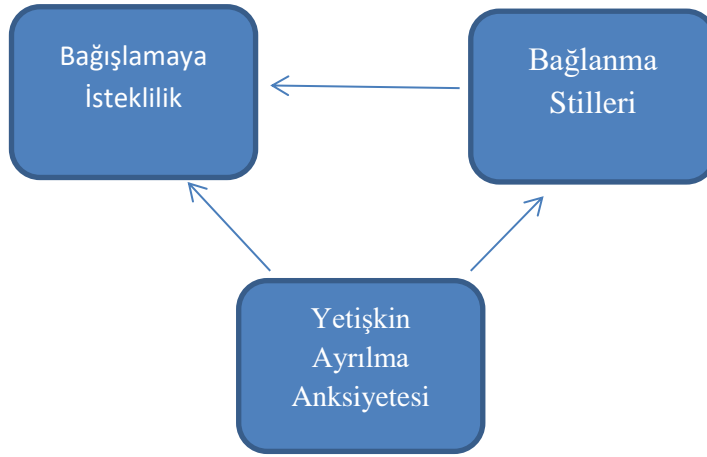 Bağışlamaya
İsteklilik
Bağlanma
Stilleri
Yetişkin
Ayrılma
Anksiyetesi